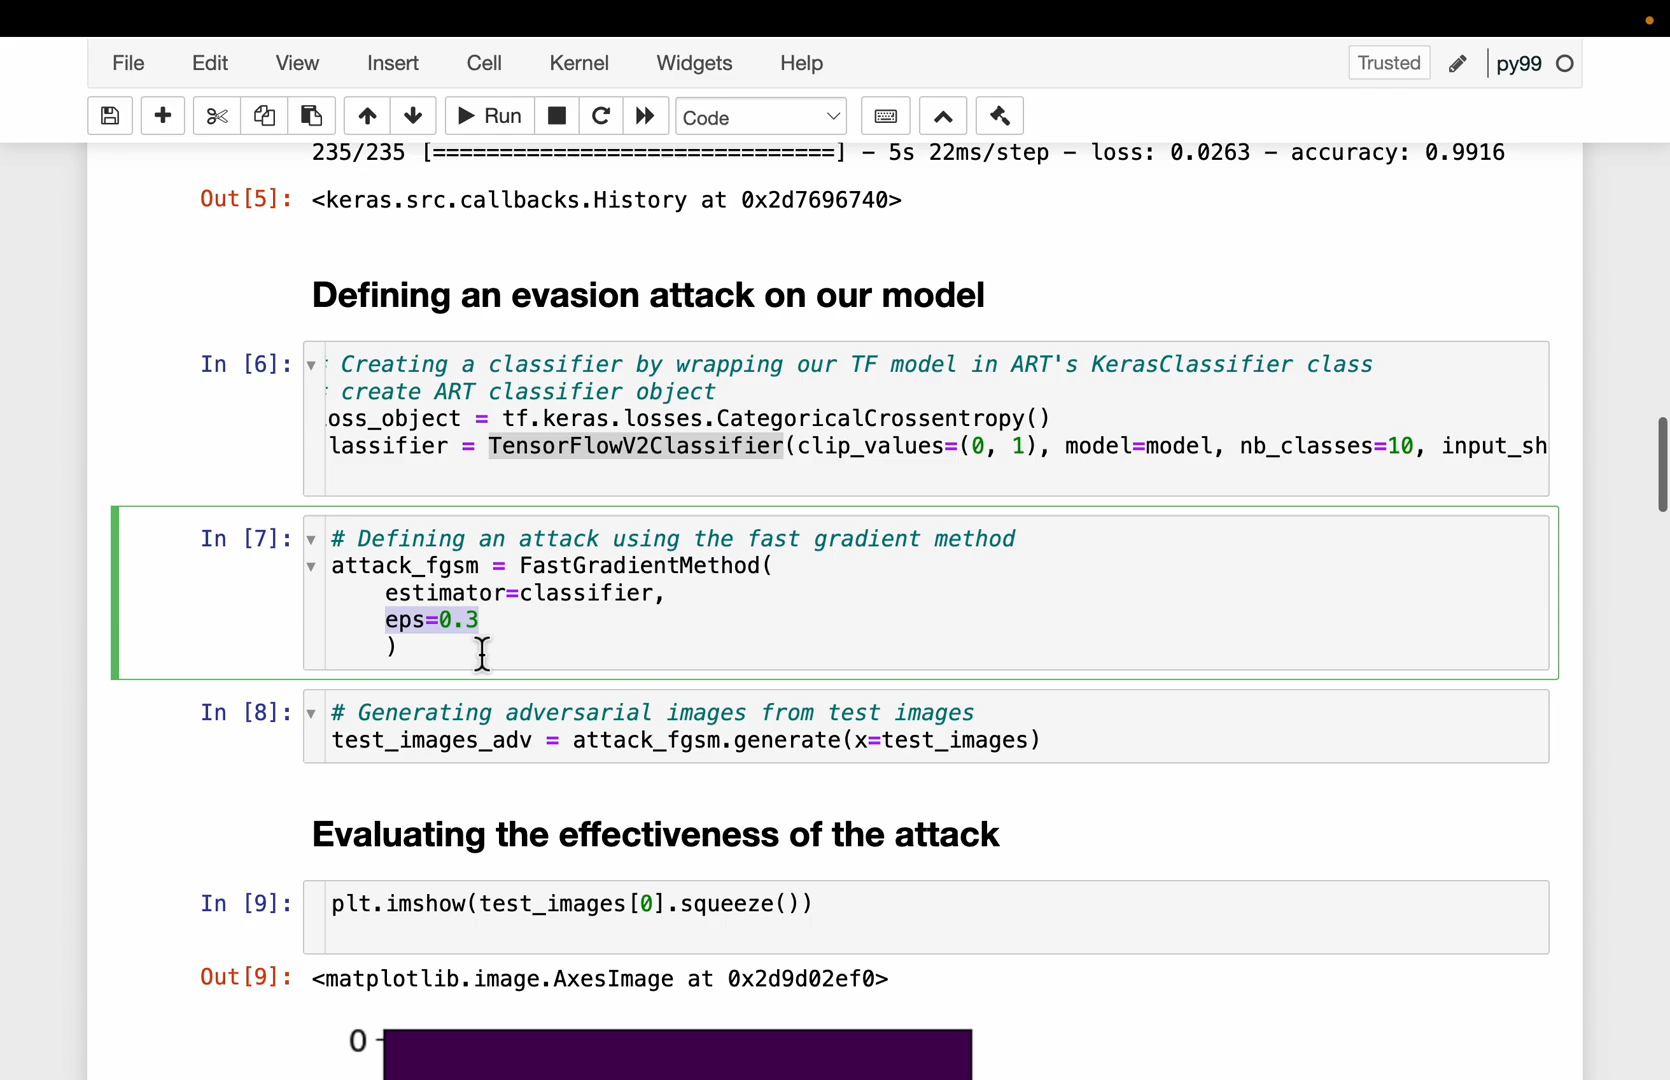 File Edit View Insert Cell Kernel Widgets Help Trusted py99
Run Code
235/235 [==============================] - 5s 22ms/step - loss: 0.0263 - accuracy: 0.9916
Out[5]: <keras.src.callbacks.History at 0x2d7696740>
Defining an evasion attack on our model
In [6]: Creating a classifier by wrapping our TF model in ART's KerasClassifier class
create ART classifier object
oss_object = tf.keras.losses.CategoricalCrossentropy()
lassifier = TensorFlowV2Classifier(clip_values=(0, 1), model=model, nb_classes=10, input_sh
In [7]: # Defining an attack using the fast gradient method
attack_fgsm = FastGradientMethod(
estimator=classifier,
eps=0.3
)
In [8]: # Generating adversarial images from test images
test_images_adv = attack_fgsm.generate(x=test_images)
Evaluating the effectiveness of the attack
In [9]: plt.imshow(test_images[0].squeeze())
Out[9]: <matplotlib.image.AxesImage at 0x2d9d02ef0>
0